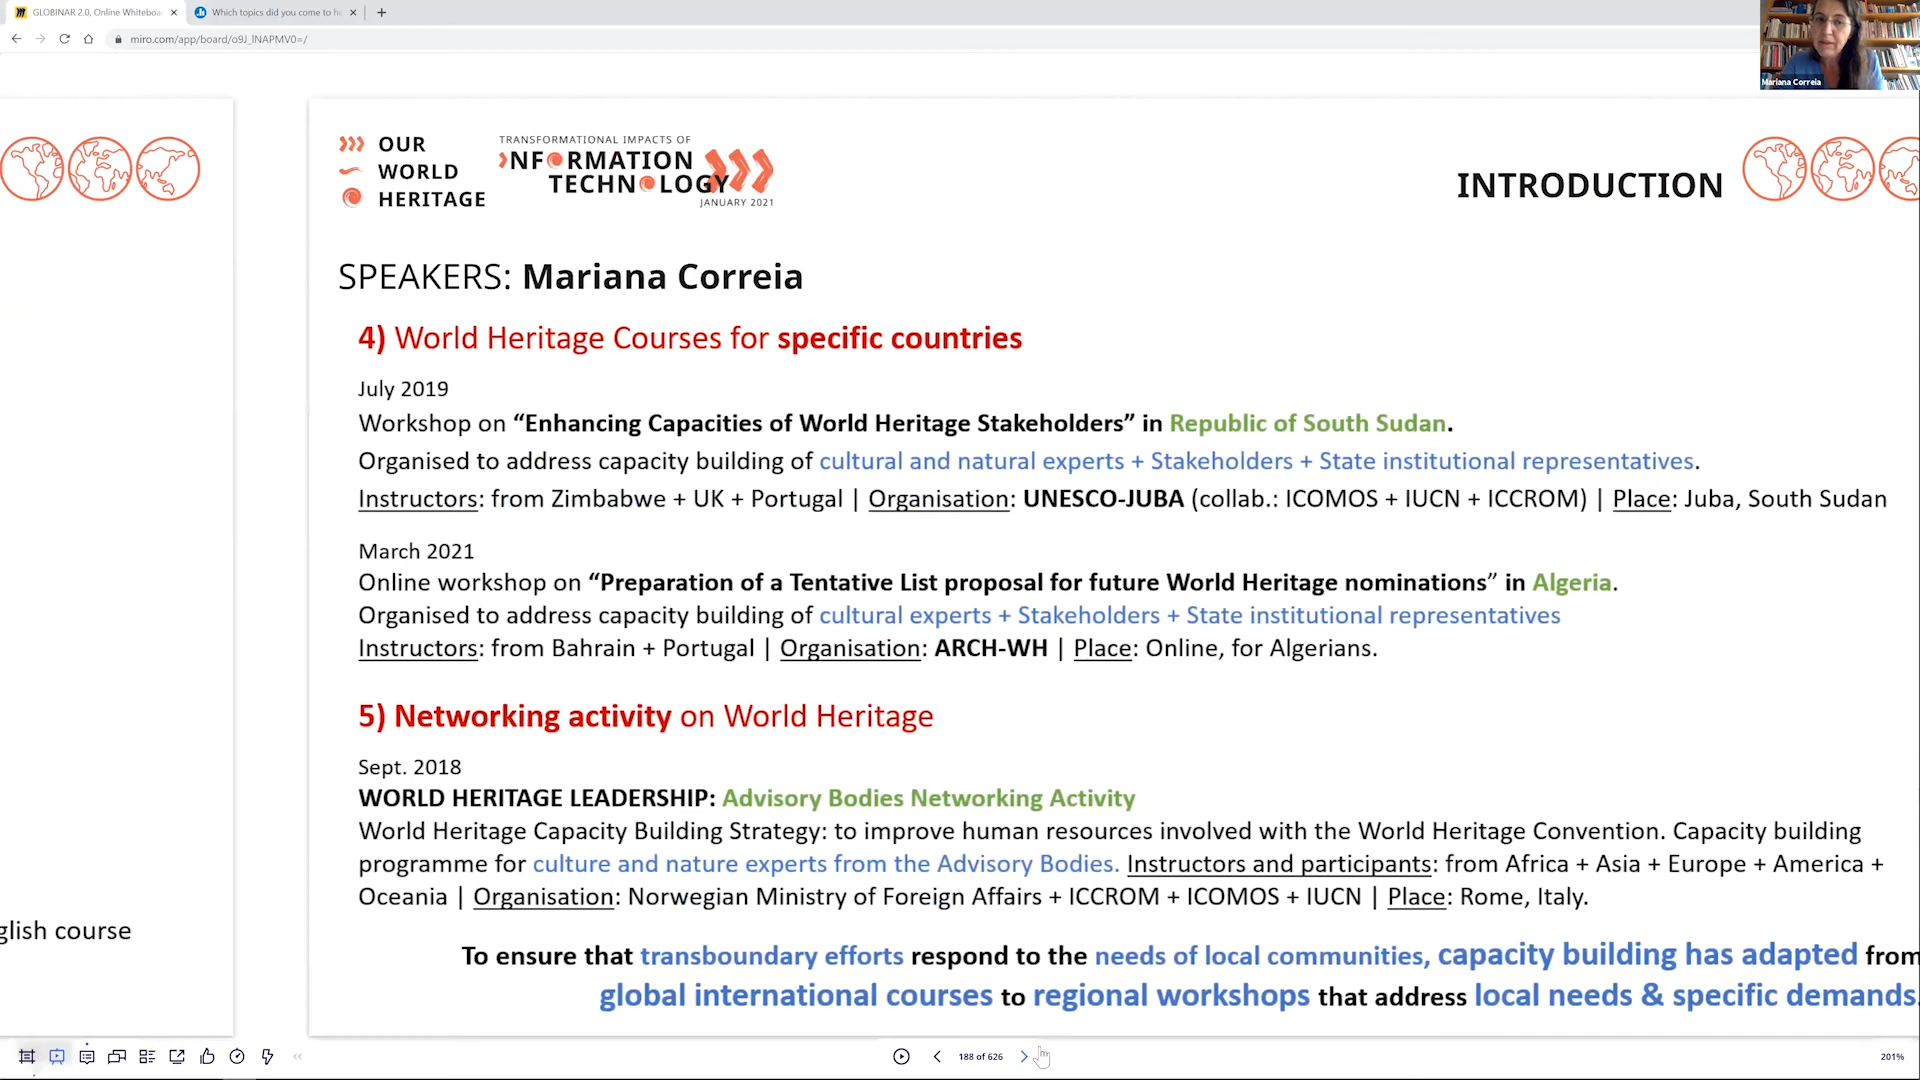 GLOBINAR 2.0, Online Whiteboa
Which topics did you come to h
miro.com/app/board/o9J_lNAPMV0=/
Mariana Correia
OUR
WORLD
HERITAGE
TRANSFORMATIONAL IMPACTS OF
INFORMATION
TECHNOLOGY
JANUARY 2021
INTRODUCTION
SPEAKERS: Mariana Correia
4) World Heritage Courses for specific countries
July 2019
Workshop on “Enhancing Capacities of World Heritage Stakeholders” in Republic of South Sudan.
Organised to address capacity building of cultural and natural experts + Stakeholders + State institutional representatives.
Instructors: from Zimbabwe + UK + Portugal | Organisation: UNESCO-JUBA (collab.: ICOMOS + IUCN + ICCROM) | Place: Juba, South Sudan
March 2021
Online workshop on “Preparation of a Tentative List proposal for future World Heritage nominations” in Algeria.
Organised to address capacity building of cultural experts + Stakeholders + State institutional representatives
Instructors: from Bahrain + Portugal | Organisation: ARCH-WH | Place: Online, for Algerians.
5) Networking activity on World Heritage
Sept. 2018
WORLD HERITAGE LEADERSHIP: Advisory Bodies Networking Activity
World Heritage Capacity Building Strategy: to improve human resources involved with the World Heritage Convention. Capacity building
programme for culture and nature experts from the Advisory Bodies. Instructors and participants: from Africa + Asia + Europe + America +
Oceania | Organisation: Norwegian Ministry of Foreign Affairs + ICCROM + ICOMOS + IUCN | Place: Rome, Italy.
glish course
To ensure that transboundary efforts respond to the needs of local communities, capacity building has adapted from
global international courses to regional workshops that address local needs & specific demands.
188 of 626
201%